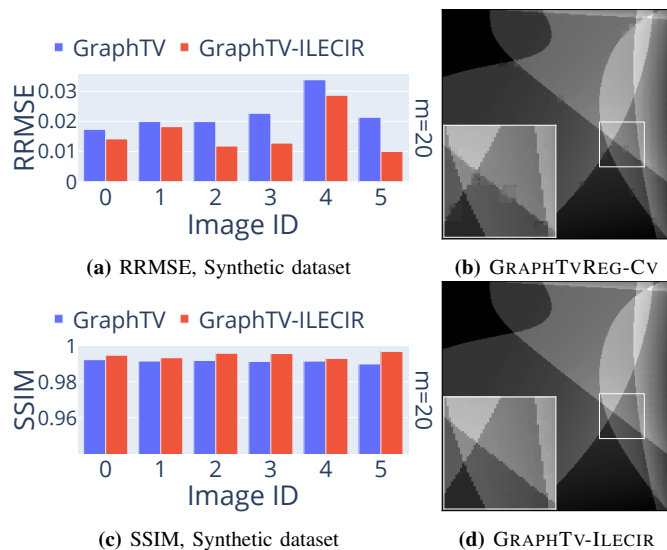 GraphTV GraphTV-ILECIR
RRMSE
0.03
0.02
0.01
0
0 1 2 3 4 5
Image ID
m=20
(a) RRMSE, Synthetic dataset
(b) GRAPHTVREG-CV
GraphTV GraphTV-ILECIR
SSIM
1
0.98
0.96
0 1 2 3 4 5
Image ID
m=20
(c) SSIM, Synthetic dataset
(d) GRAPHTV-ILECIR